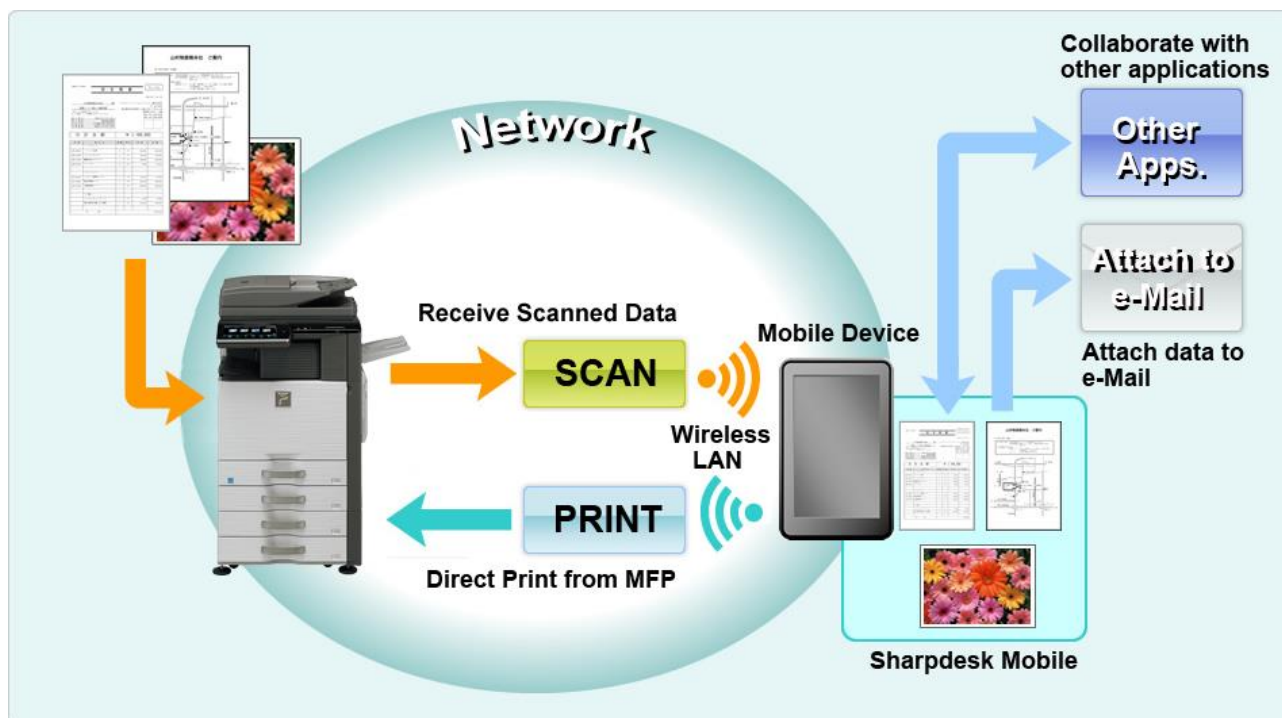 Collaborate with
other applications
Other
Apps.
Network
Attach to
e-Mail
Attach data to
e-Mail
Receive Scanned Data
SCAN
Mobile Device
Wireless
LAN
PRINT
Direct Print from MFP
Sharpdesk Mobile